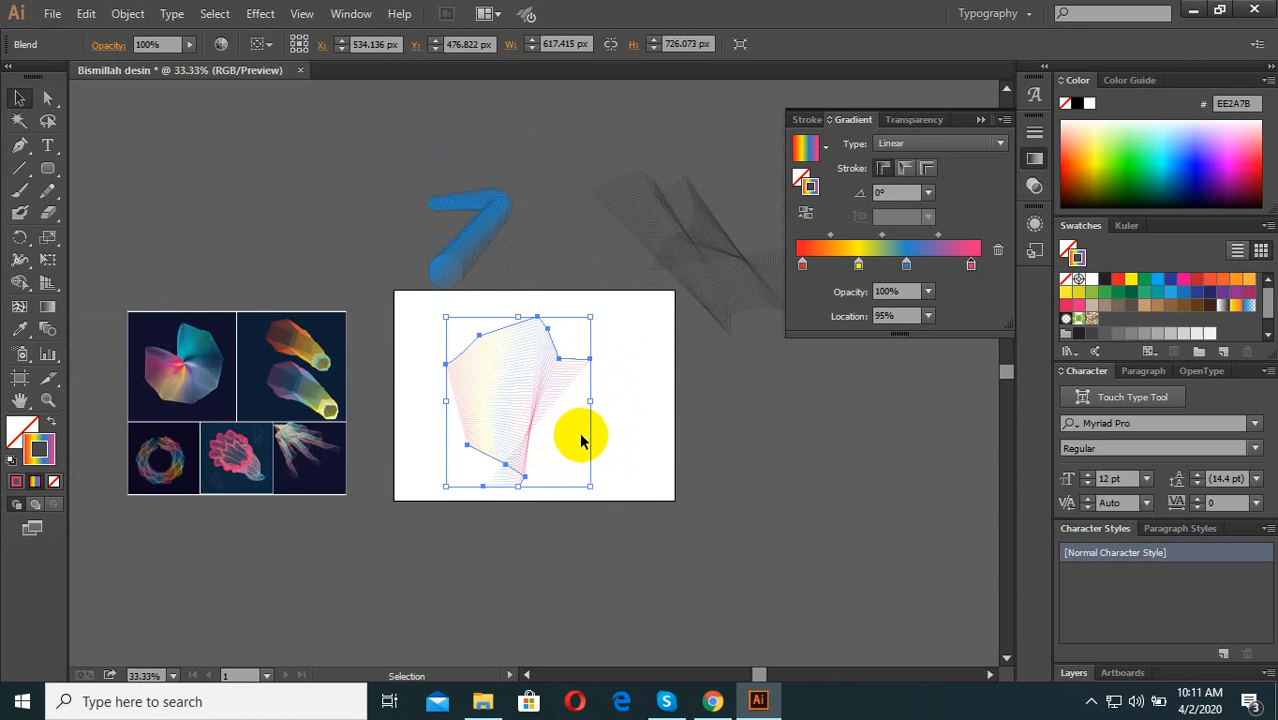 Ai File Edit Object Type Select Effect View Window Help Br Typography
Blend Opacity: 100% X: 534.136 px Y: 476.822 px W: 617.415 px H: 726.073 px
Bismillah desin * @ 33.33% (RGB/Preview)
Stroke Gradient Transparency
Type: Linear
Stroke:
0°
Opacity: 100%
Location: 95%
Color Color Guide
# EE2A7B
Swatches Kuler
Character Paragraph OpenType
Touch Type Tool
Myriad Pro
Regular
12 pt (14.4 pt)
Auto 0
Character Styles Paragraph Styles
[Normal Character Style]
Layers Artboards
33.33% 1 Selection
Type here to search
Ai
10:11 AM
4/2/2020
3